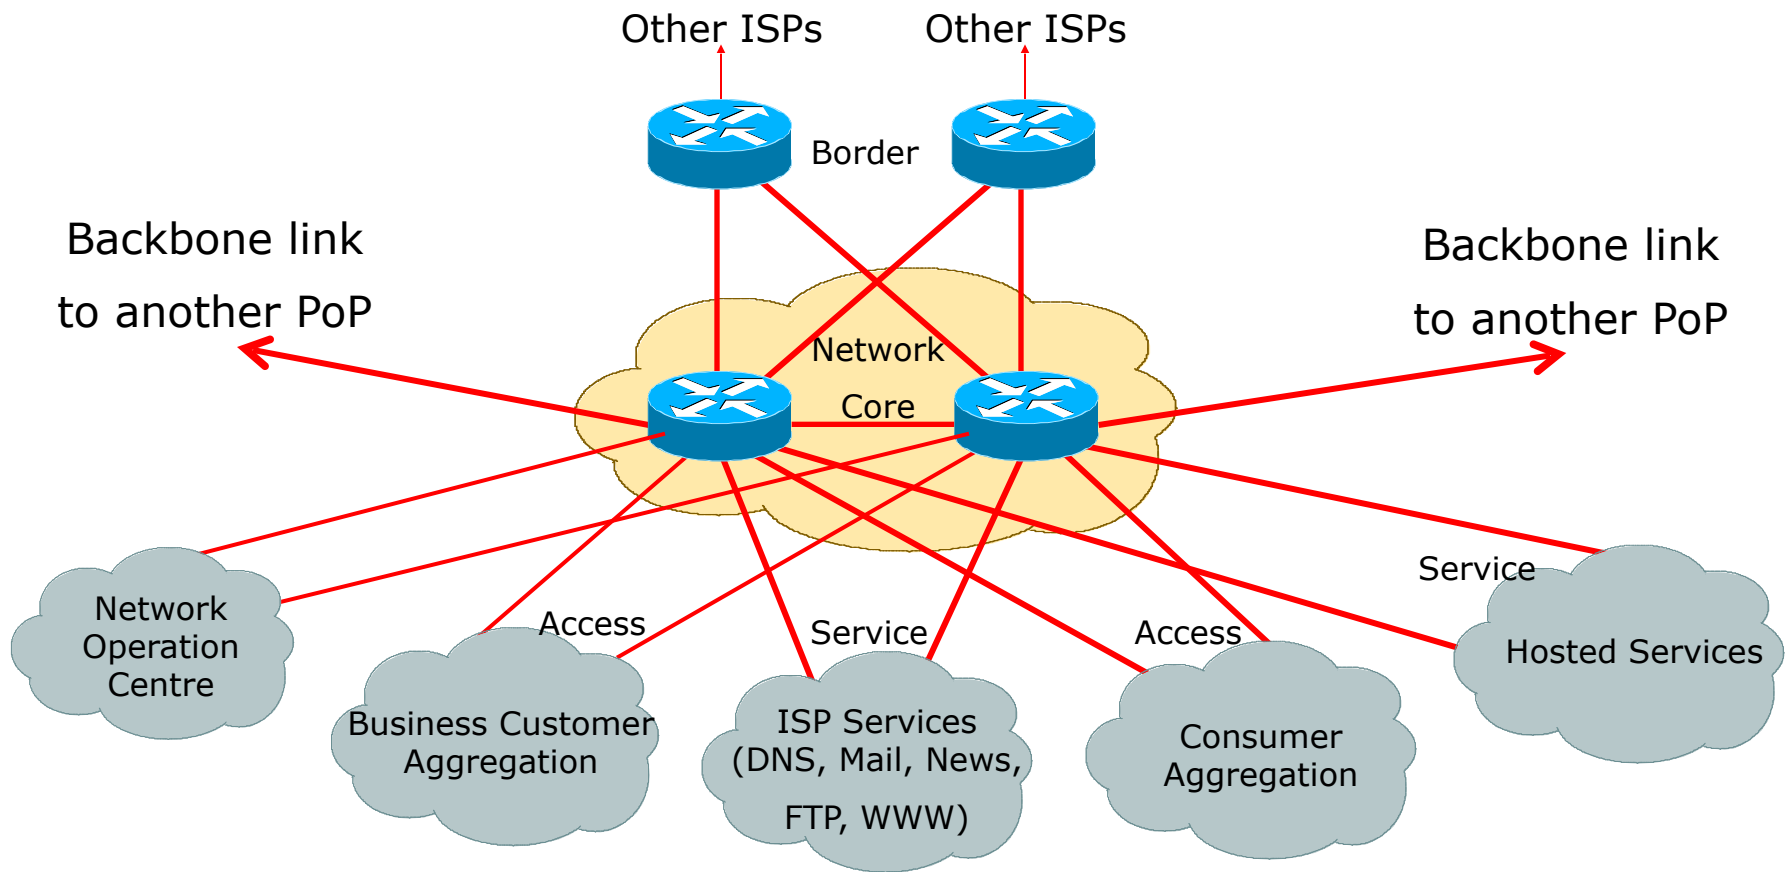 Other ISPs
Other ISPs
Border
Backbone link
to another PoP
Backbone link
to another PoP
Network
Core
Service
Access
Service
Access
Network
Operation
Centre
Business Customer
Aggregation
ISP Services
(DNS, Mail, News,
FTP, WWW)
Consumer
Aggregation
Hosted Services